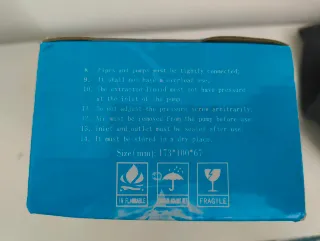 8. Pipes and pumps must be tightly connected.
9. It shall not have overload use.
10. The extracted liquid must not have pressure
at the inlet of the pump
11. Do not adjust the pressure screw arbitrarily.
12. Air must be removed from the pump before use
13. Inlet and outlet must be sealed after use.
14. It must be stored in a dry place.
Size(mm) 173*100*67
FRAGILE